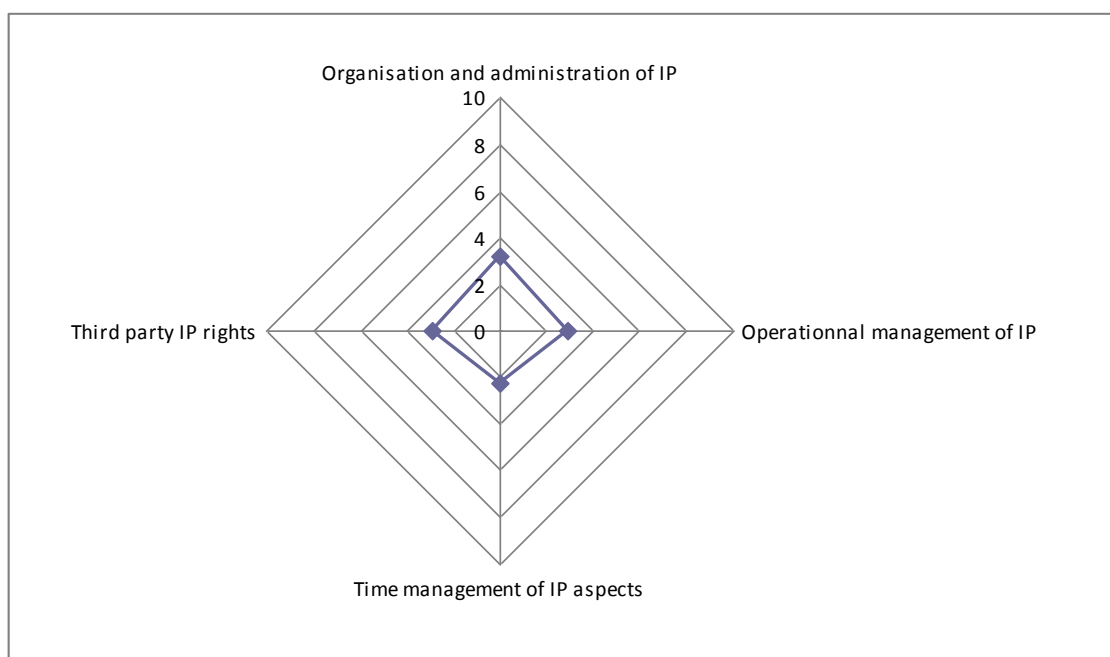 Organisation and administration of IP
10
8
6
4
2
0
Third party IP rights
Operationnal management of IP
Time management of IP aspects